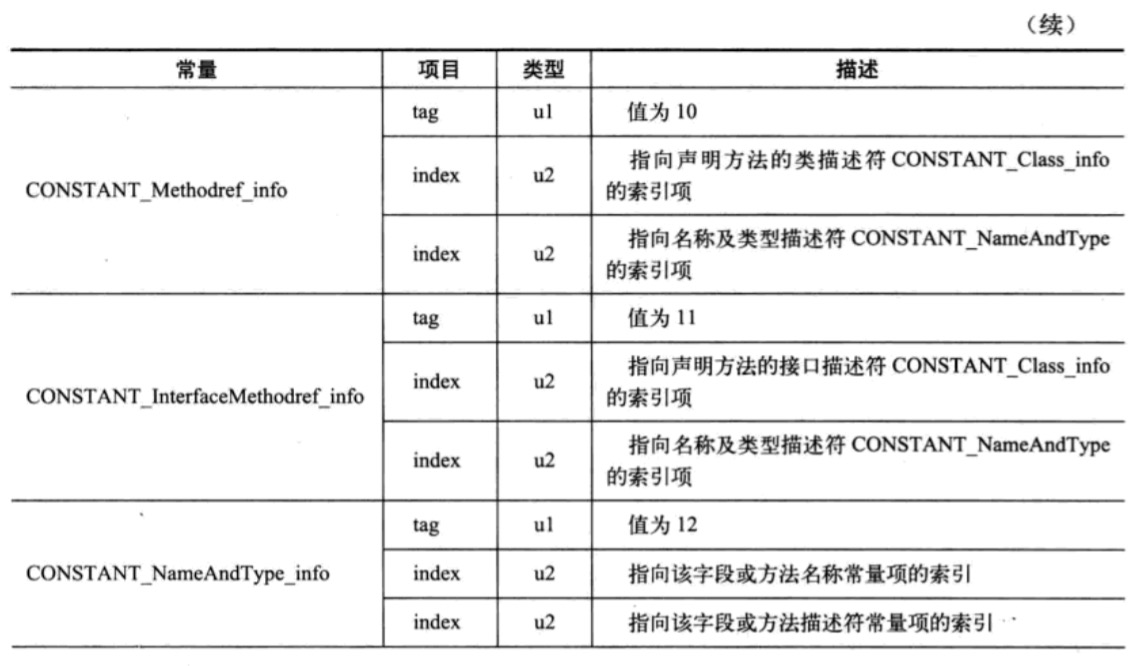 （续）
常量 项目 类型 描述
CONSTANT_Methodref_info
tag u1 值为 10
index u2 指向声明方法的类描述符 CONSTANT_Class_info
的索引项
index u2 指向名称及类型描述符 CONSTANT_NameAndType
的索引项
CONSTANT_InterfaceMethodref_info
tag u1 值为 11
index u2 指向声明方法的接口描述符 CONSTANT_Class_info
的索引项
index u2 指向名称及类型描述符 CONSTANT_NameAndType
的索引项
CONSTANT_NameAndType_info
tag u1 值为 12
index u2 指向该字段或方法名称常量项的索引
index u2 指向该字段或方法描述符常量项的索引